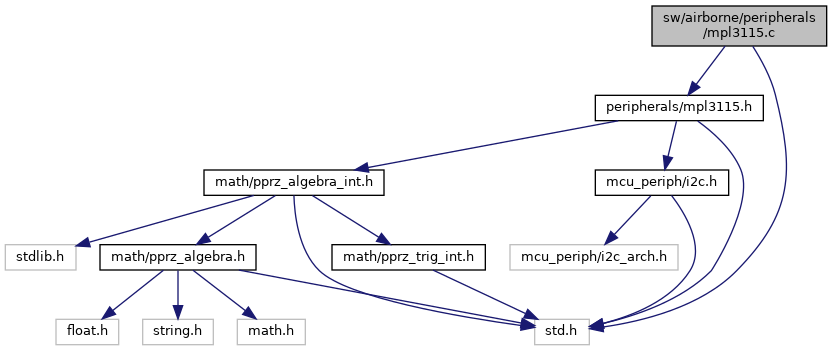 sw/airborne/peripherals
/mpl3115.c
peripherals/mpl3115.h
math/pprz_algebra_int.h
mcu_periph/i2c.h
stdlib.h
math/pprz_algebra.h
math/pprz_trig_int.h
mcu_periph/i2c_arch.h
float.h
string.h
math.h
std.h